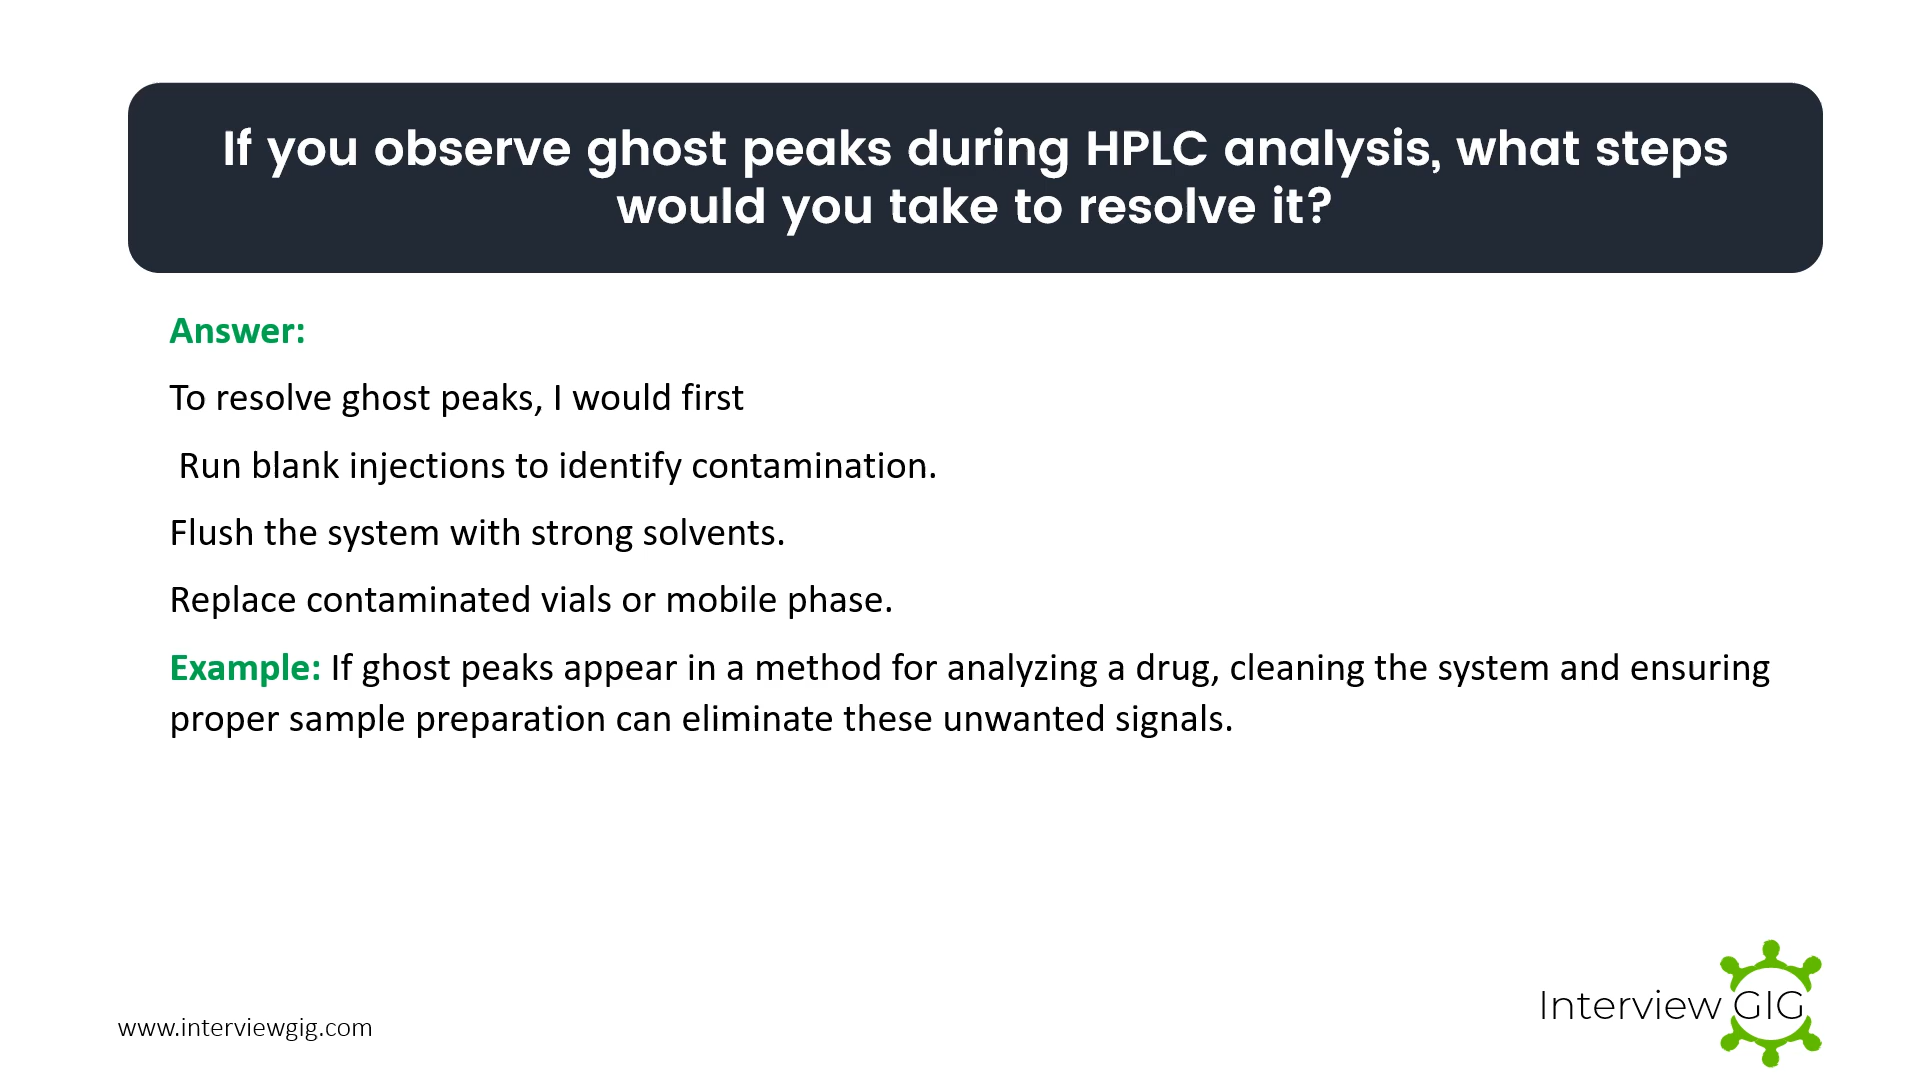 If you observe ghost peaks during HPLC analysis, what steps
would you take to resolve it?
Answer:
To resolve ghost peaks, I would first
Run blank injections to identify contamination.
Flush the system with strong solvents.
Replace contaminated vials or mobile phase.
Example: If ghost peaks appear in a method for analyzing a drug, cleaning the system and ensuring
proper sample preparation can eliminate these unwanted signals.
Interview GIG
www.interviewgig.com